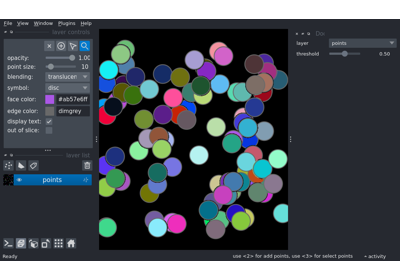 File View Window Plugins Help
layer controls
opacity: 1.00
point size: 10
blending: translucen
symbol: disc
face color: #ab57e6ff
edge color: dimgrey
display text:
out of slice:
layer list
points
Do
layer points
threshold 0.50
Ready
use <2> for add points, use <3> for select points
activity